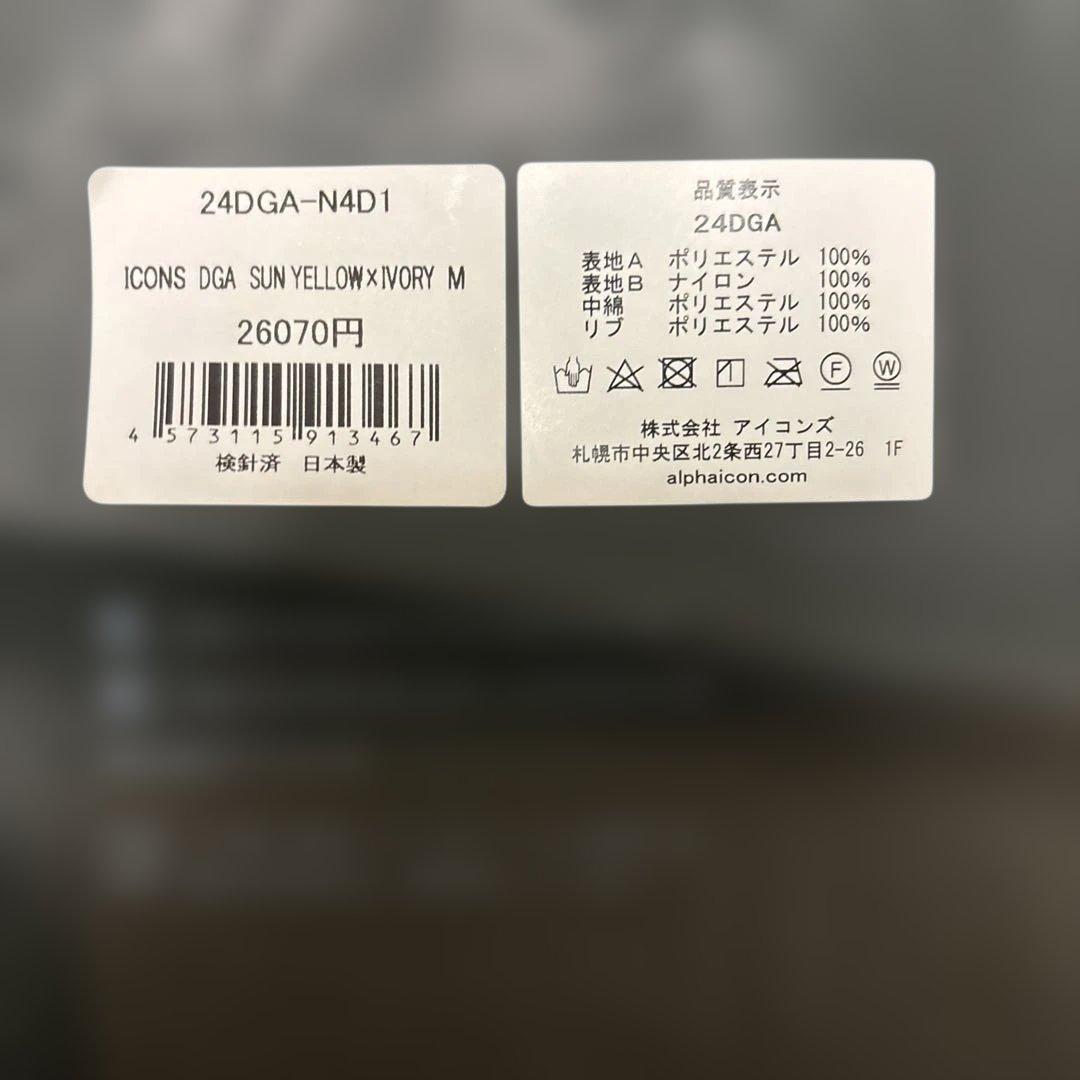 24DGA-N4D1
ICONS DGA SUN YELLOW×IVORY M
26070円
4 573115 913467
検針済 日本製
品質表示
24DGA
表地A ポリエステル 100%
表地B ナイロン 100%
中綿 ポリエステル 100%
リブ ポリエステル 100%
F W
株式会社 アイコンズ
札幌市中央区北2条西27丁目2-26 1F
alphaicon.com